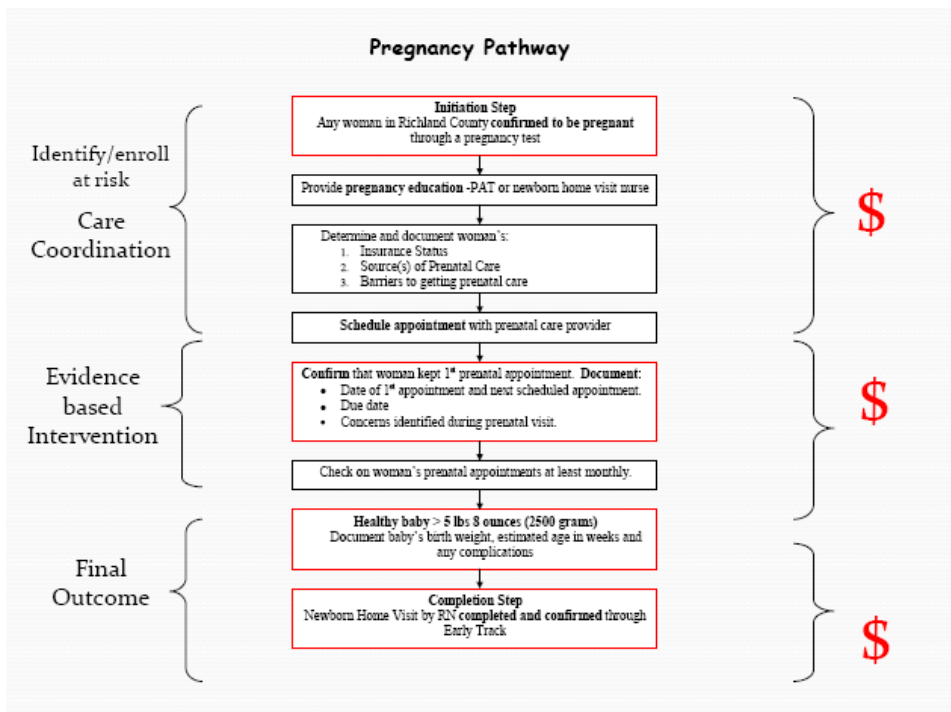 Pregnancy Pathway
Identify/enroll
at risk
Care
Coordination
Initiation Step
Any woman in Richland County confirmed to be pregnant
through a pregnancy test
Provide pregnancy education -PAT or newborn home visit nurse
Determine and document woman's:
1. Insurance Status
2. Source(s) of Prenatal Care
3. Barriers to getting prenatal care
Schedule appointment with prenatal care provider
$
Evidence
based
Intervention
Confirm that woman kept 1st prenatal appointment. Document:
• Date of 1st appointment and next scheduled appointment.
• Due date
• Concerns identified during prenatal visit.
Check on woman's prenatal appointments at least monthly.
$
Final
Outcome
Healthy baby > 5 lbs 8 ounces (2500 grams)
Document baby's birth weight, estimated age in weeks and
any complications
Completion Step
Newborn Home Visit by RN completed and confirmed through
Early Track
$